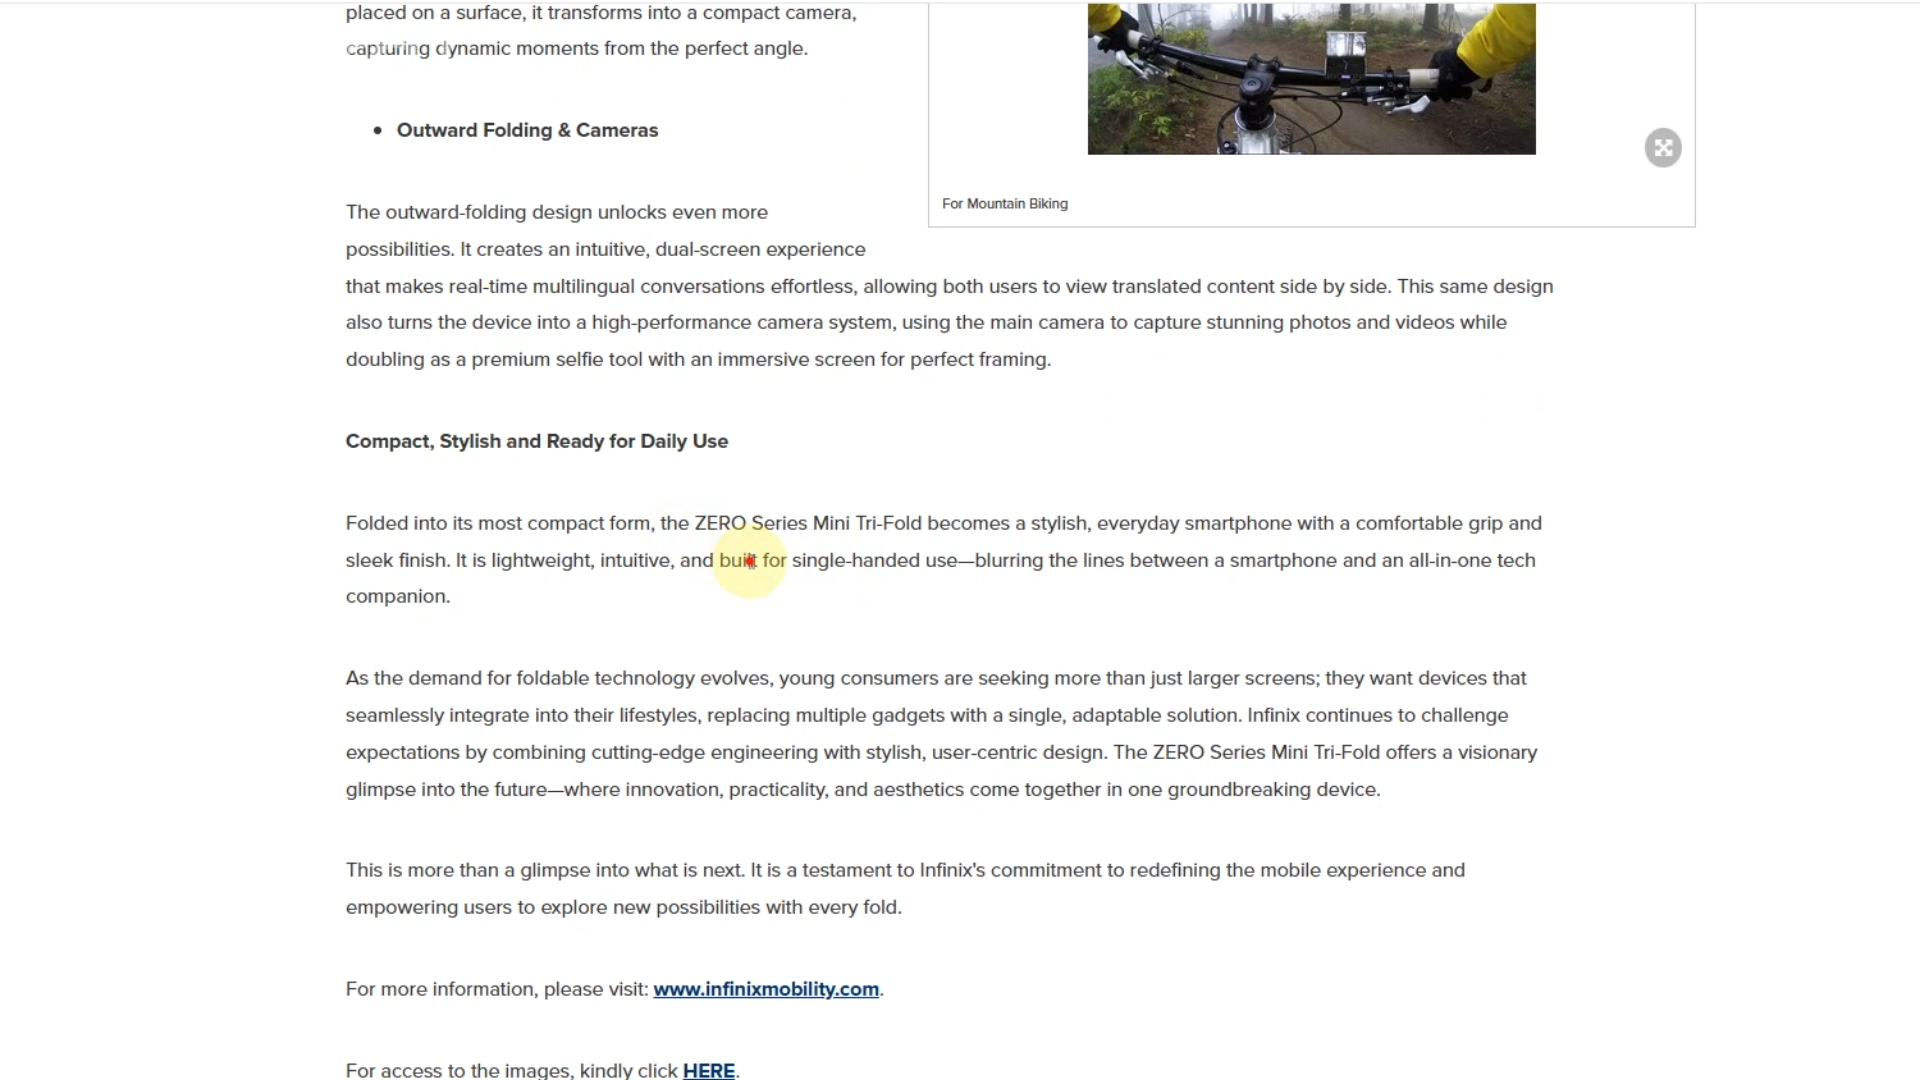 placed on a surface, it transforms into a compact camera,
capturing dynamic moments from the perfect angle.
• Outward Folding & Cameras
For Mountain Biking
The outward-folding design unlocks even more
possibilities. It creates an intuitive, dual-screen experience
that makes real-time multilingual conversations effortless, allowing both users to view translated content side by side. This same design
also turns the device into a high-performance camera system, using the main camera to capture stunning photos and videos while
doubling as a premium selfie tool with an immersive screen for perfect framing.
Compact, Stylish and Ready for Daily Use
Folded into its most compact form, the ZERO Series Mini Tri-Fold becomes a stylish, everyday smartphone with a comfortable grip and
sleek finish. It is lightweight, intuitive, and built for single-handed use—blurring the lines between a smartphone and an all-in-one tech
companion.
As the demand for foldable technology evolves, young consumers are seeking more than just larger screens; they want devices that
seamlessly integrate into their lifestyles, replacing multiple gadgets with a single, adaptable solution. Infinix continues to challenge
expectations by combining cutting-edge engineering with stylish, user-centric design. The ZERO Series Mini Tri-Fold offers a visionary
glimpse into the future—where innovation, practicality, and aesthetics come together in one groundbreaking device.
This is more than a glimpse into what is next. It is a testament to Infinix's commitment to redefining the mobile experience and
empowering users to explore new possibilities with every fold.
For more information, please visit: www.infinixmobility.com.
For access to the images, kindly click HERE.